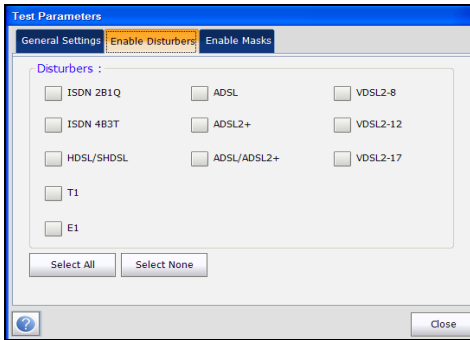 Test Parameters
General Settings Enable Disturbers Enable Masks
Disturbers :
ISDN 2B1Q ADSL VDSL2-8
ISDN 4B3T ADSL2+ VDSL2-12
HDSL/SHDSL ADSL/ADSL2+ VDSL2-17
T1
E1
Select All Select None
? Close